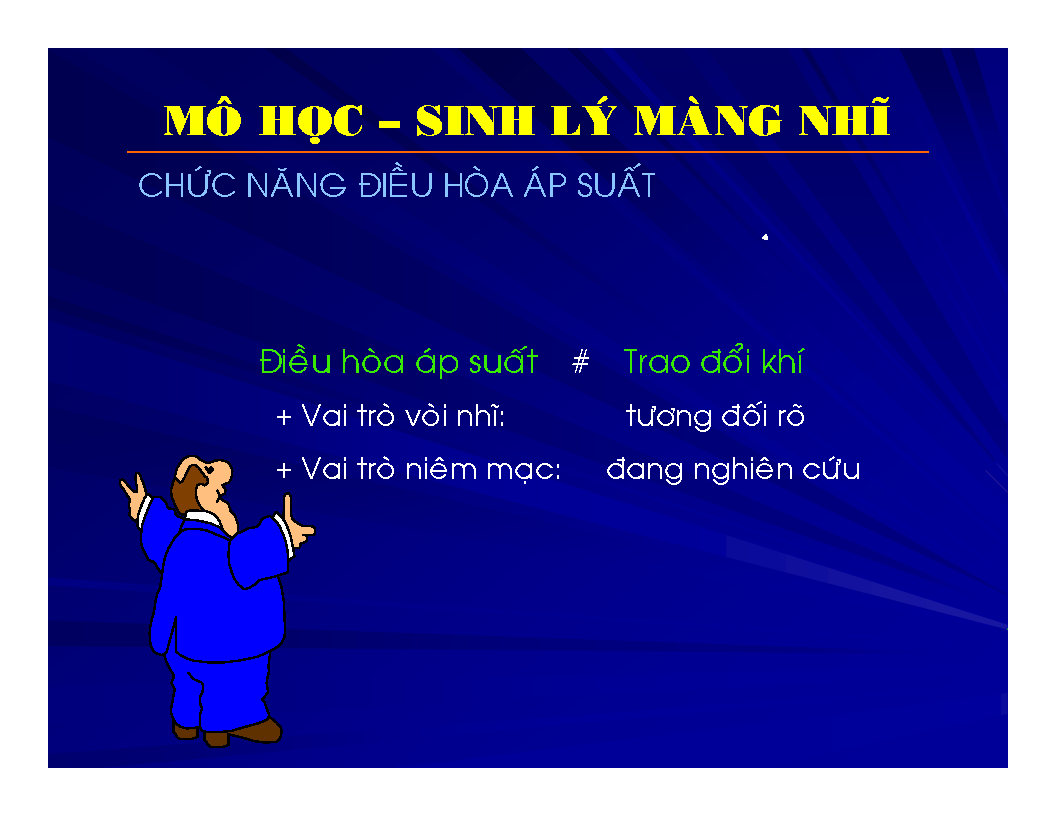 MÔ HỌC – SINH LÝ MÀNG NHĨ
CHỨC NĂNG ĐIỀU HÒA ÁP SUẤT
Điều hòa áp suất # Trao đổi khí
+ Vai trò vòi nhĩ: tương đối rõ
+ Vai trò niêm mạc: đang nghiên cứu